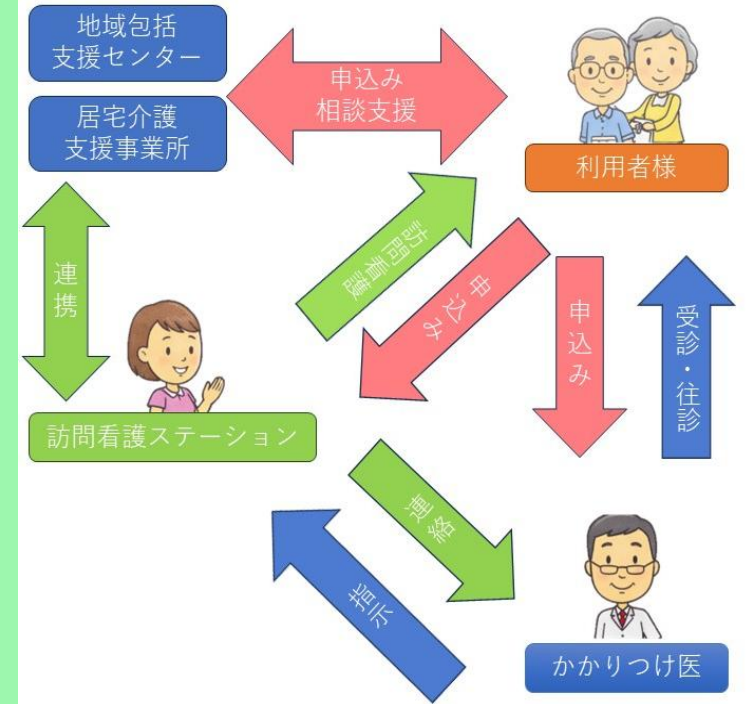 地域包括
支援センター
居宅介護
支援事業所
申込み
相談支援
利用者様
訪問看護
申込み
申込み
受診・往診
連携
訪問看護ステーション
連絡
指示
かかりつけ医